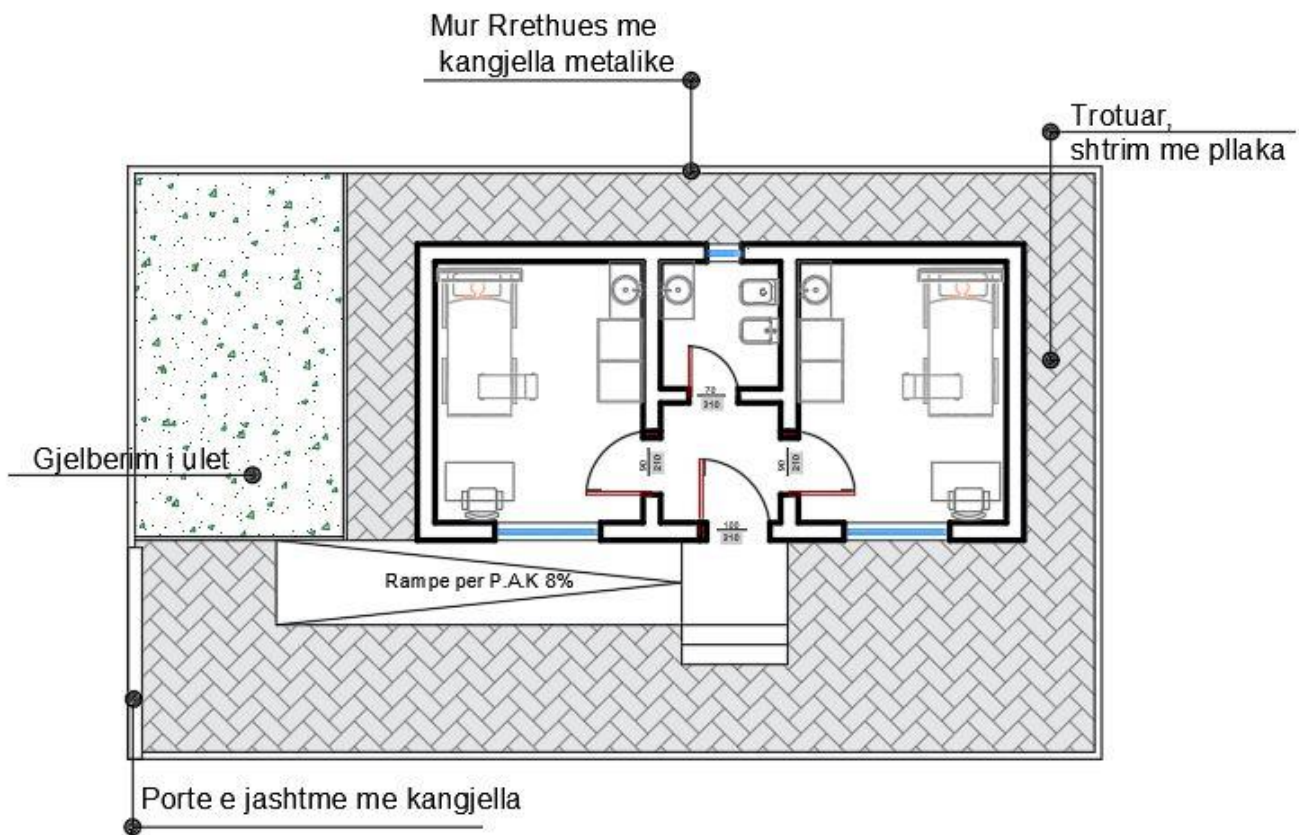 Mur Rrethues me
kangjella metalike
Trotuar,
shtrim me pllaka
Gjelberim i ulet
70
210
90
210
90
210
100
210
Rampe per P.A.K 8%
Porte e jashtme me kangjella